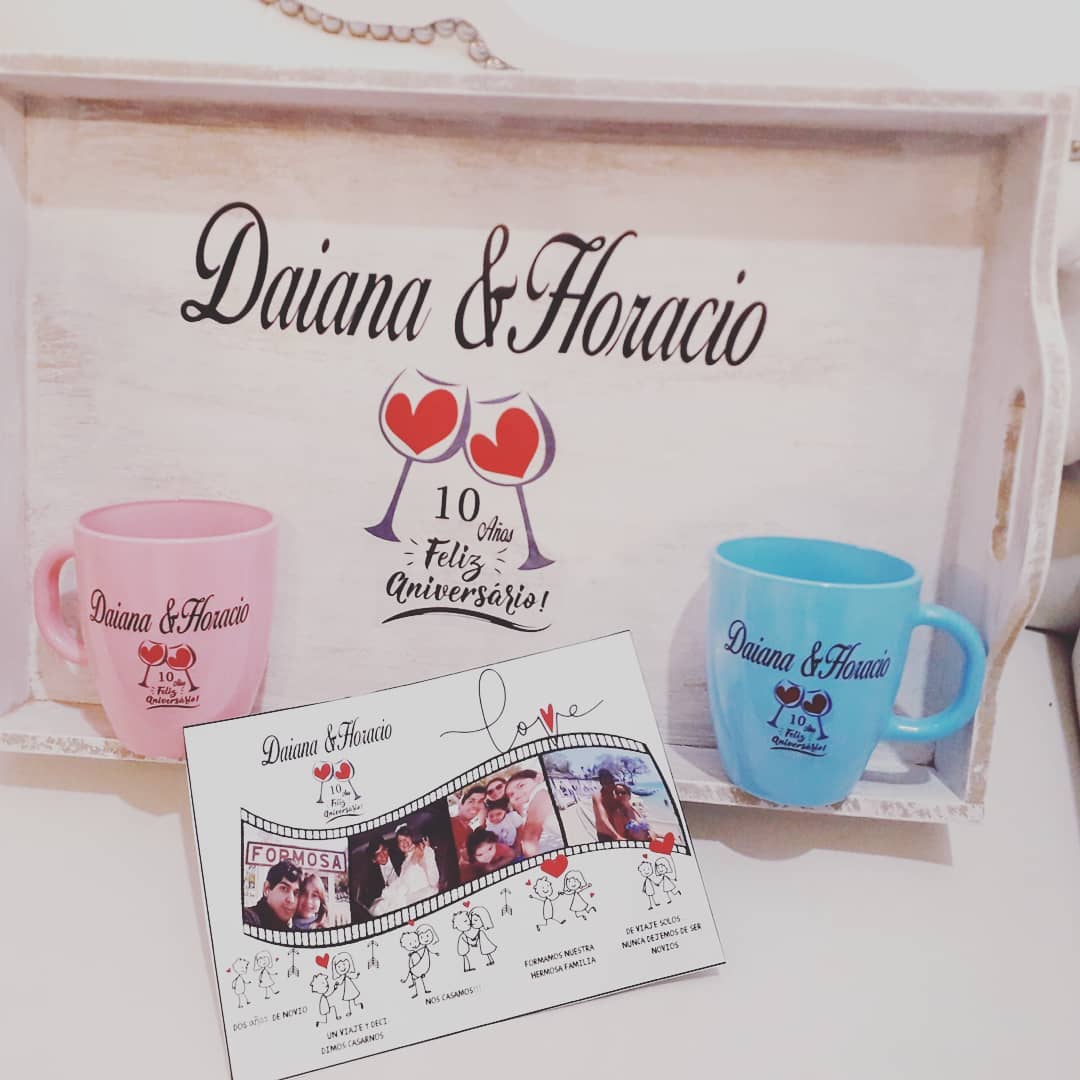 Daiana & Horacio
10
Años
Feliz
Aniversário!
Daiana & Horacio
10 Años
Feliz
Aniversário!
Daiana & Horacio
10 Años
Feliz
Aniversário!
love
Daiana & Horacio
10 Años
Feliz
Aniversário!
FORMOSA
DOS años DE NOVIO
UN VIAJE Y DECI
DIMOS CASARNOS
NOS CASAMOS!!!
FORMAMOS NUESTRA
HERMOSA FAMILIA
DE VIAJE SOLOS
NUNCA DEJEMOS DE SER
NOVIOS